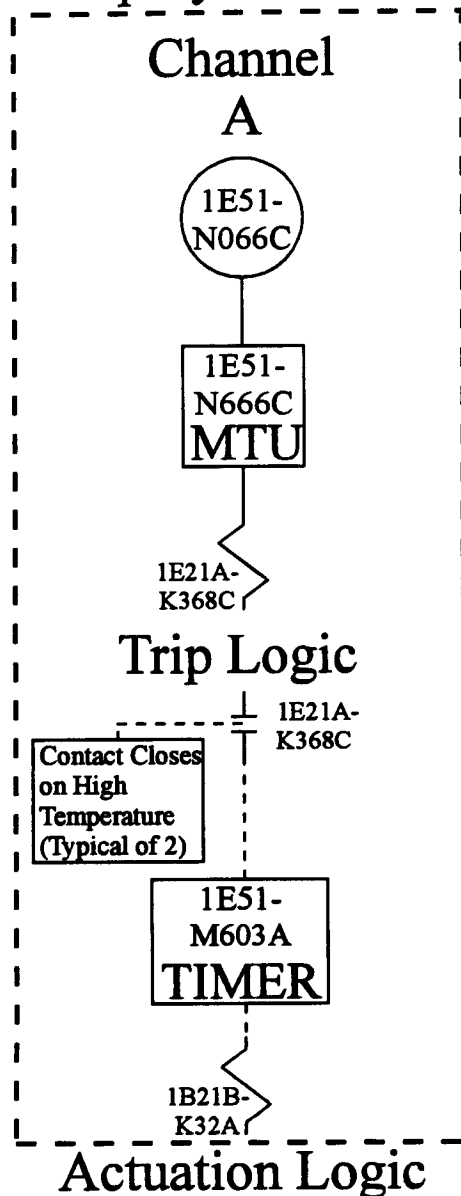 Channel
A
1E51-
N066C
1E51-
N666C
MTU
1E21A-
K368C
Trip Logic
1E21A-
K368C
Contact Closes
on High
Temperature
(Typical of 2)
1E51-
M603A
TIMER
1B21B-
K32A
Actuation Logic